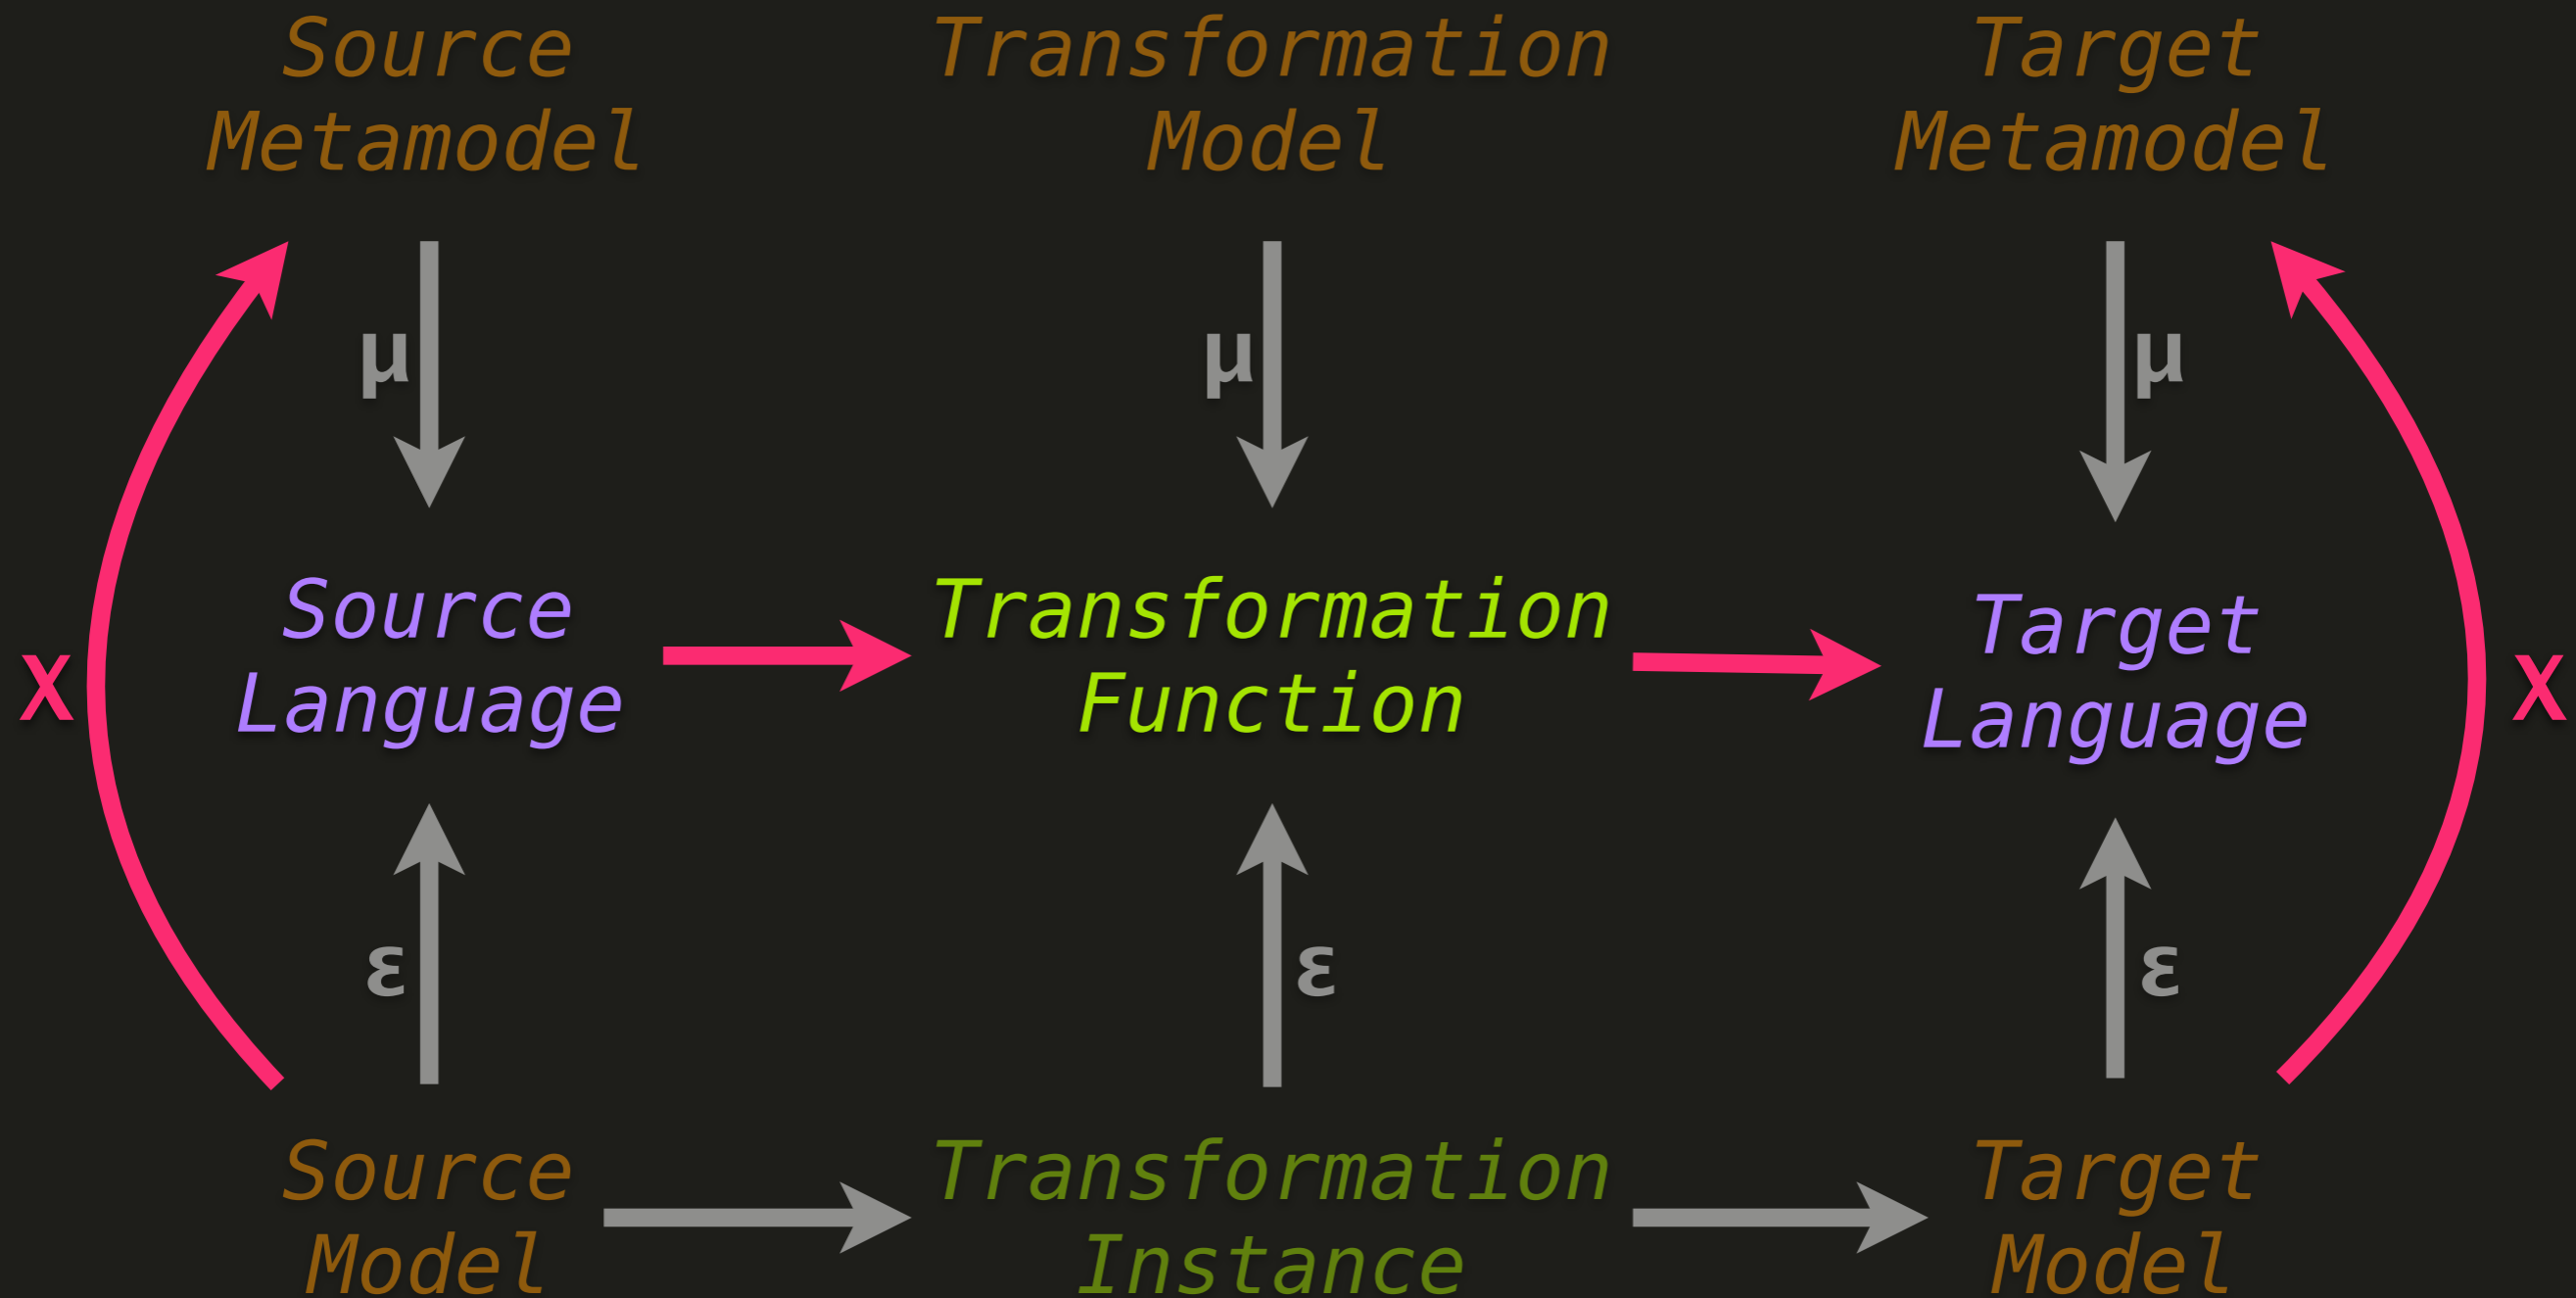 Source
Metamodel
Transformation
Model
Target
Metamodel
μ
μ
μ
X
Source
Language
Transformation
Function
Target
Language
X
ε
ε
ε
Source
Model
Transformation
Instance
Target
Model